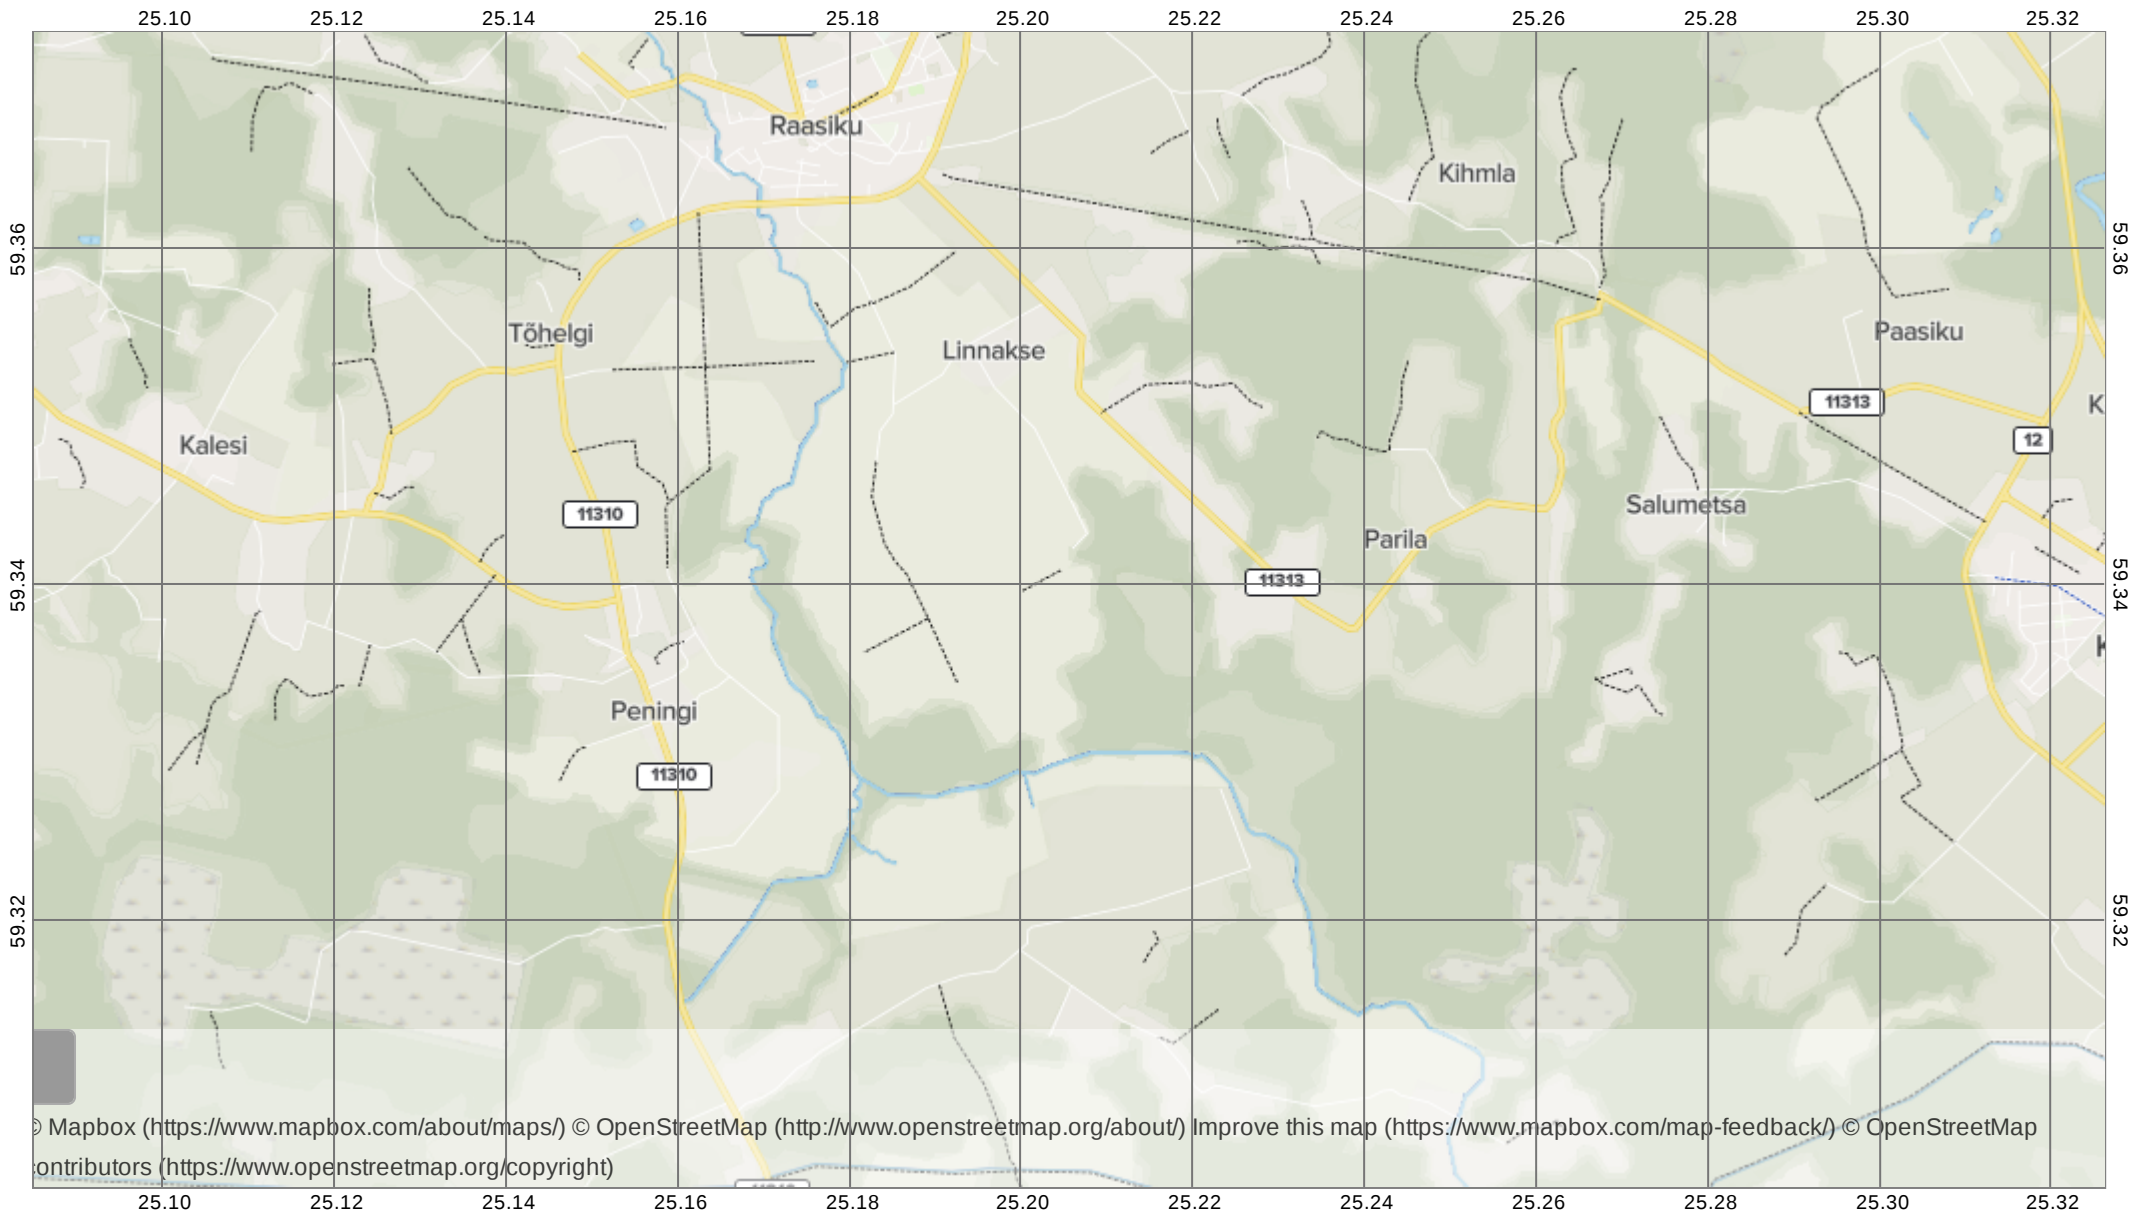 25.10 25.12 25.14 25.16 25.18 25.20 25.22 25.24 25.26 25.28 25.30 25.32
Raasiku
Kihmla
59.36 59.36
Tõhelgi
Paasiku
Linnakse
11313
K
12
Kalesi
Salumetsa
11310
Parila
11313
59.34 59.34
K
Peningi
11310
59.32 59.32
© Mapbox (https://www.mapbox.com/about/maps/) © OpenStreetMap (http://www.openstreetmap.org/about/) Improve this map (https://www.mapbox.com/map-feedback/) © OpenStreetMap
contributors (https://www.openstreetmap.org/copyright)
25.10 25.12 25.14 25.16 25.18 25.20 25.22 25.24 25.26 25.28 25.30 25.32